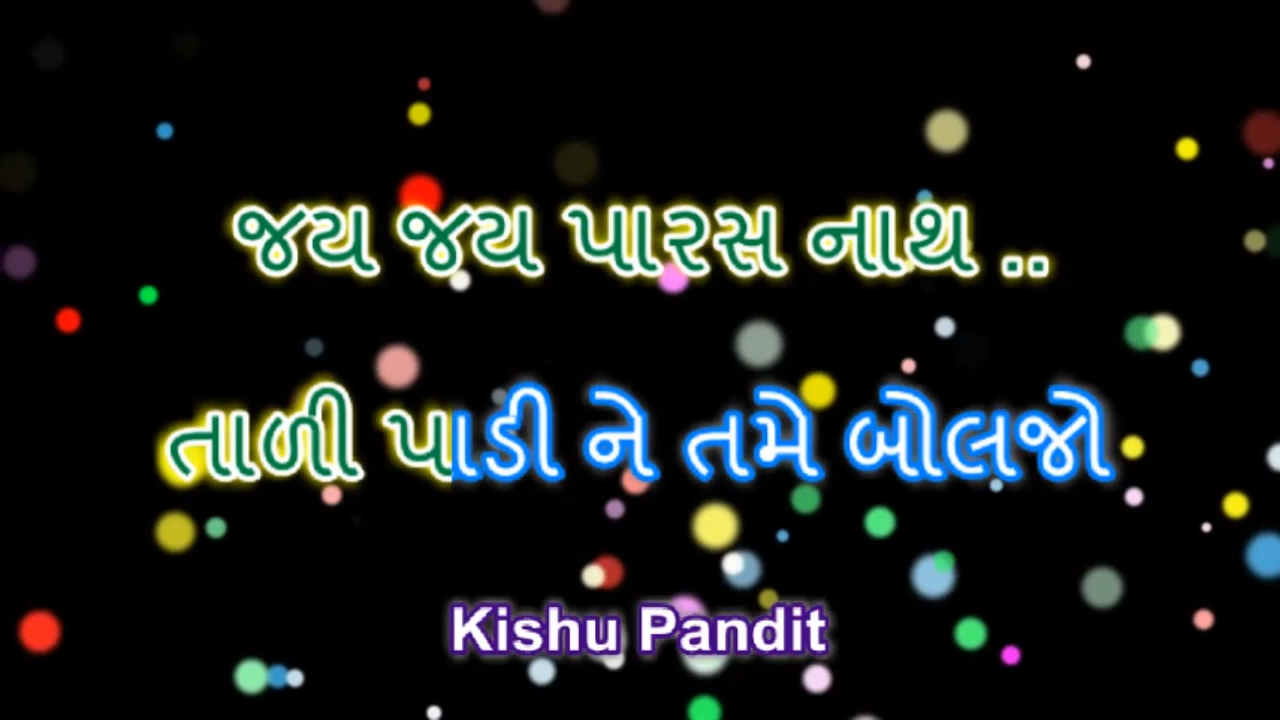 જય જય પારસ નાથ ..
તાળી પાડી ને તમે બોલજો
Kishu Pandit